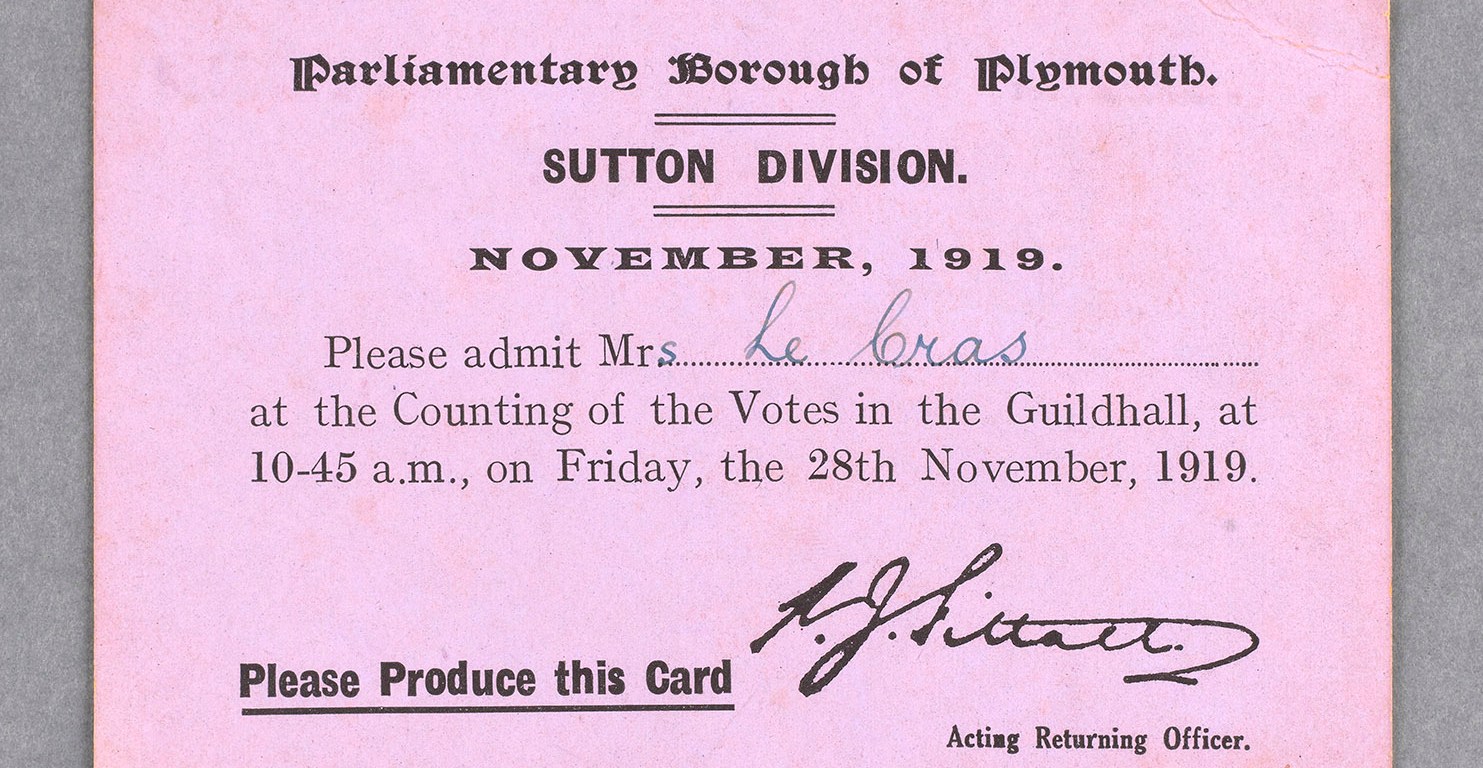 Parliamentary Borough of Plymouth.
SUTTON DIVISION.
NOVEMBER, 1919.
Please admit Mrs Le Cras
at the Counting of the Votes in the Guildhall, at
10-45 a.m., on Friday, the 28th November, 1919.
J.
Please Produce this Card
Acting Returning Officer.